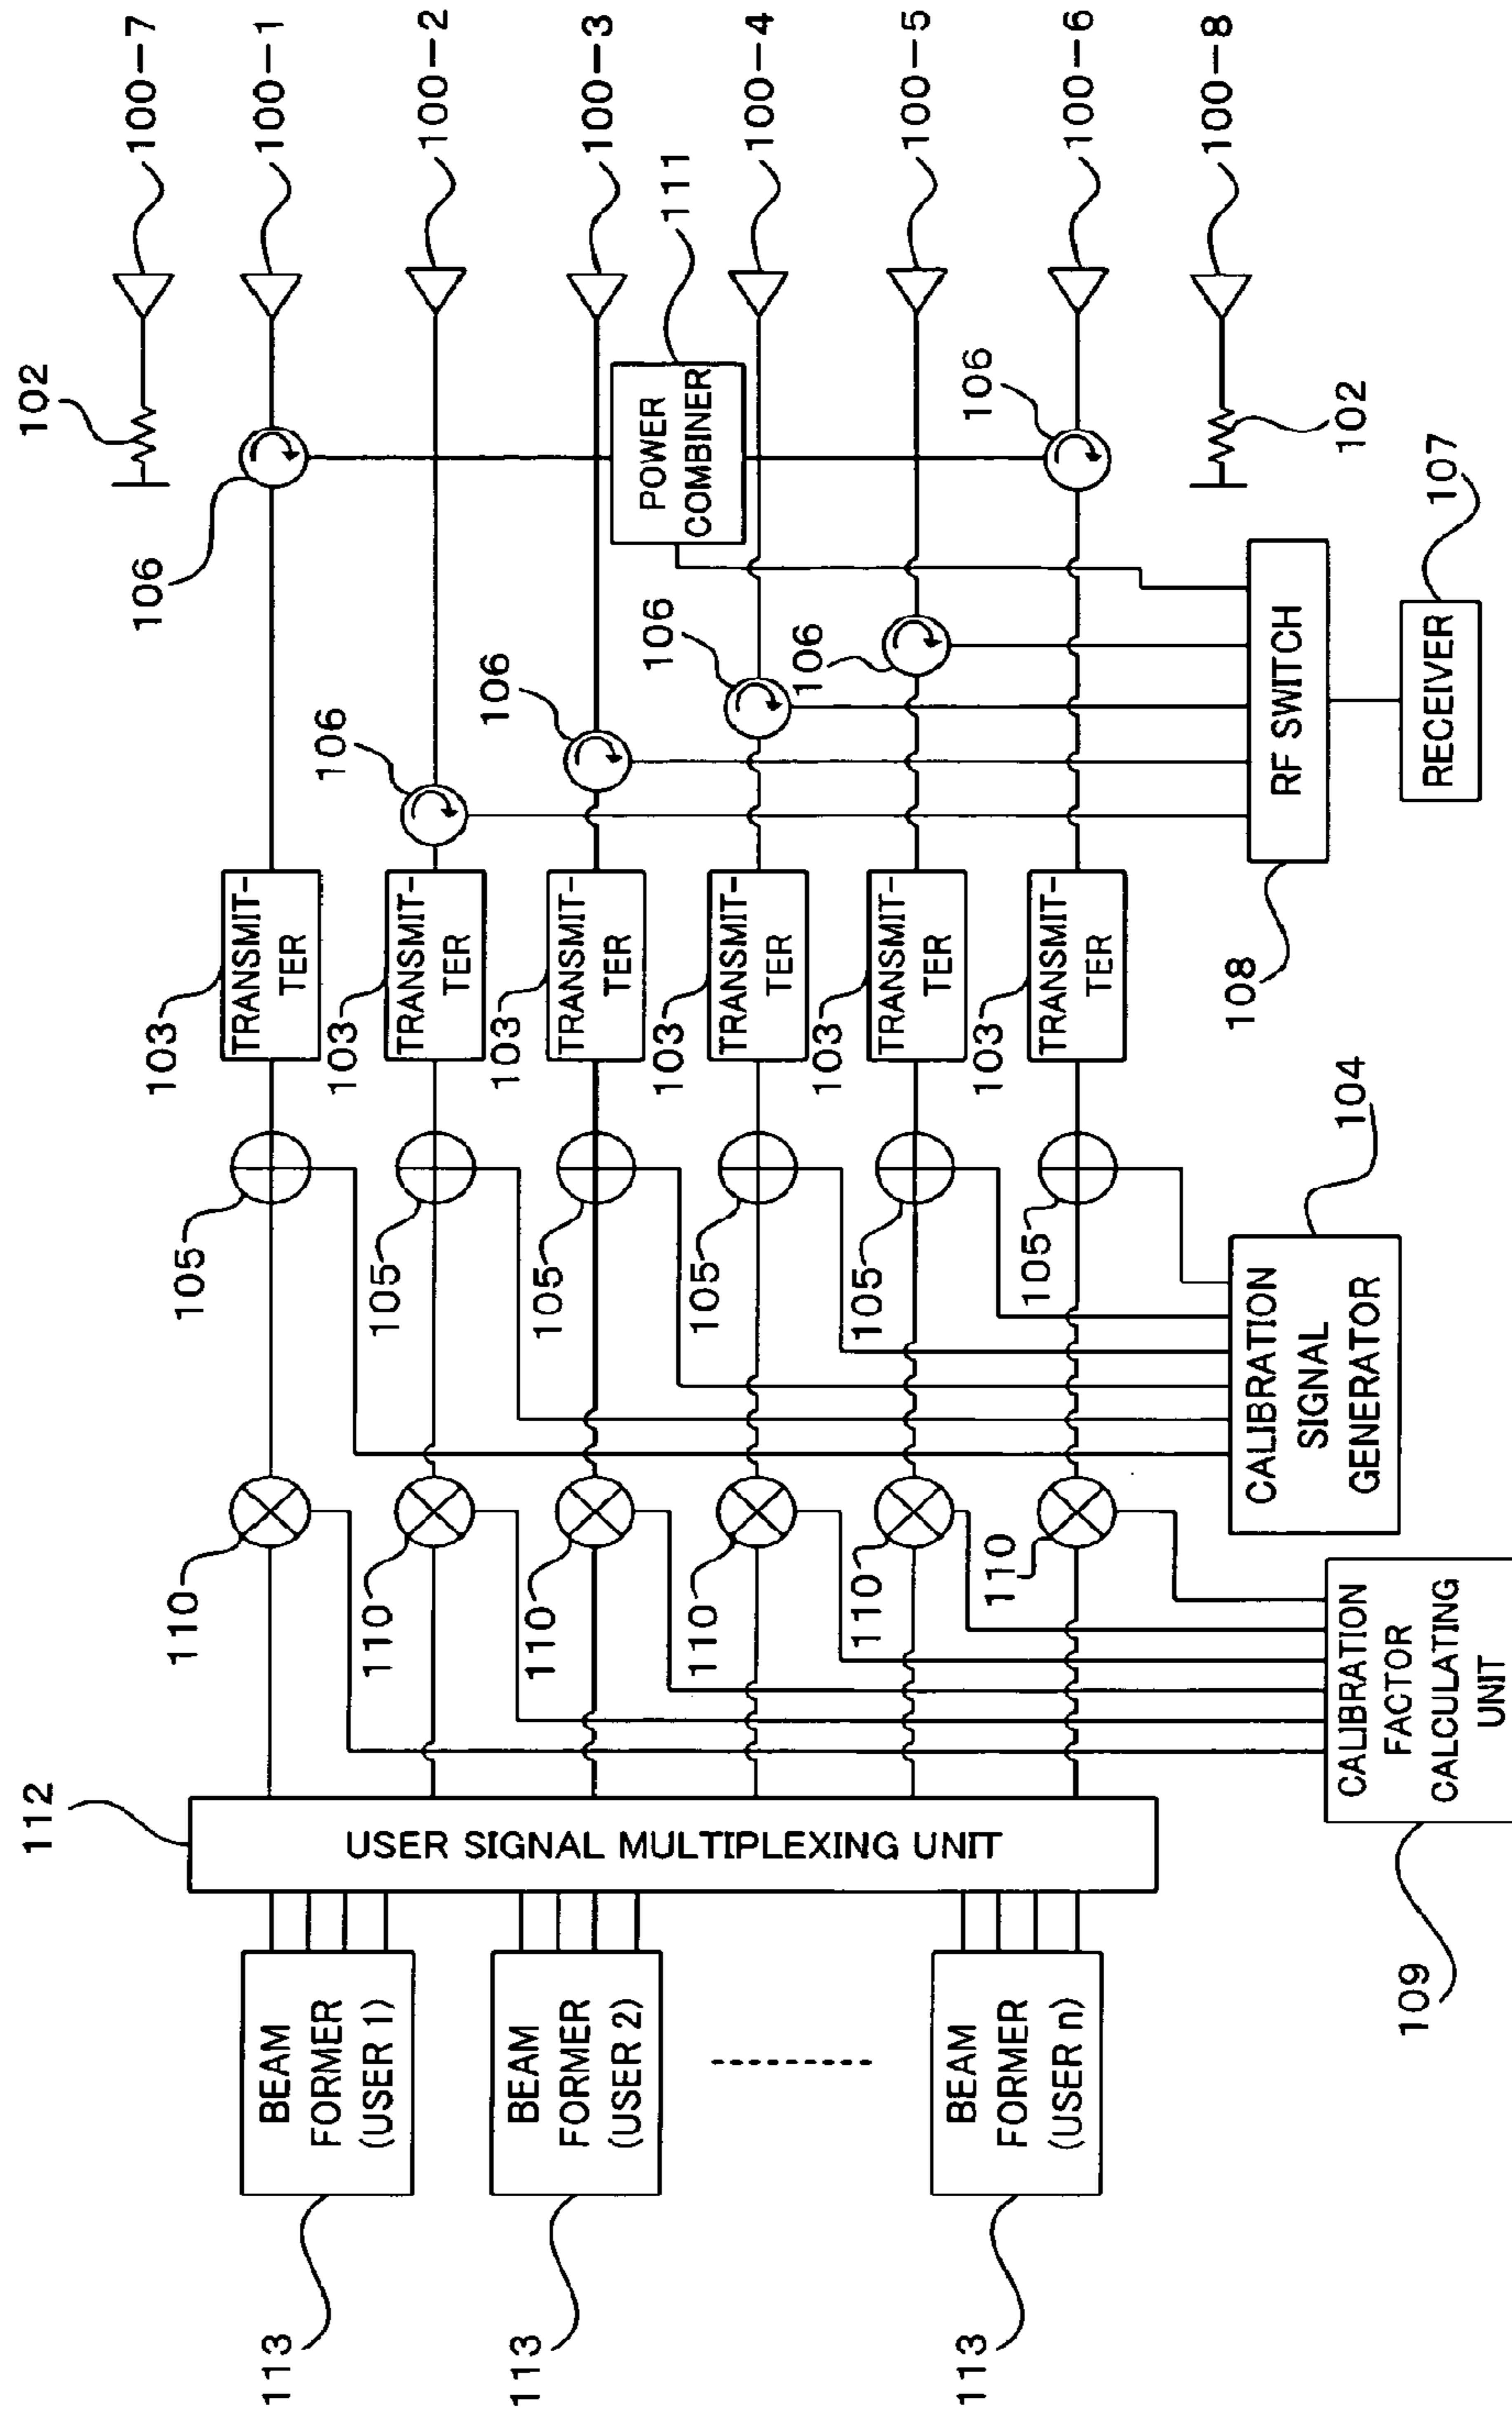 102
100-7
100-1
100-2
100-3
111
100-4
100-5
100-6
100-8
102
106
106
106
106
106
106
POWER
COMBINER
RF SWITCH
108
RECEIVER
107
103
TRANSMIT-
TER
103
TRANSMIT-
TER
103
TRANSMIT-
TER
103
TRANSMIT-
TER
103
TRANSMIT-
TER
103
TRANSMIT-
TER
105
105
105
105
105
105
104
CALIBRATION
SIGNAL
GENERATOR
110
110
110
110
110
110
CALIBRATION
FACTOR
CALCULATING
UNIT
109
112
USER SIGNAL MULTIPLEXING UNIT
BEAM
FORMER
(USER 1)
113
BEAM
FORMER
(USER 2)
113
BEAM
FORMER
(USER n)
113